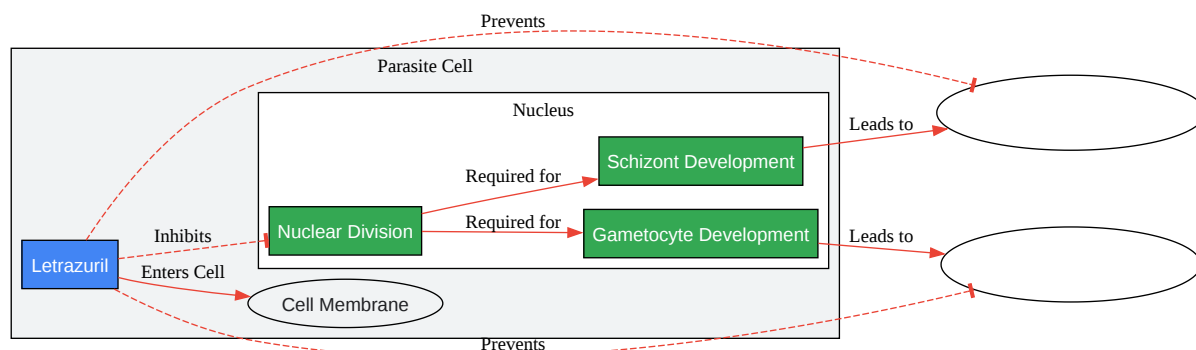 Prevents
Parasite Cell
Nucleus
Leads to
Schizont Development
Required for
Required for
Nuclear Division
Gametocyte Development
Leads to
Inhibits
Letrazuril
Enters Cell
Cell Membrane
Prevents